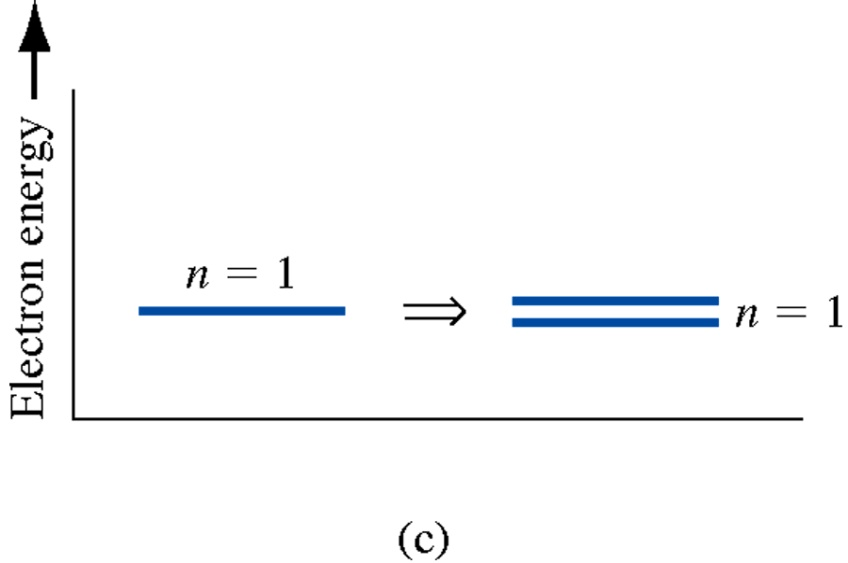 Electron energy
n = 1
⇒
n = 1
(c)